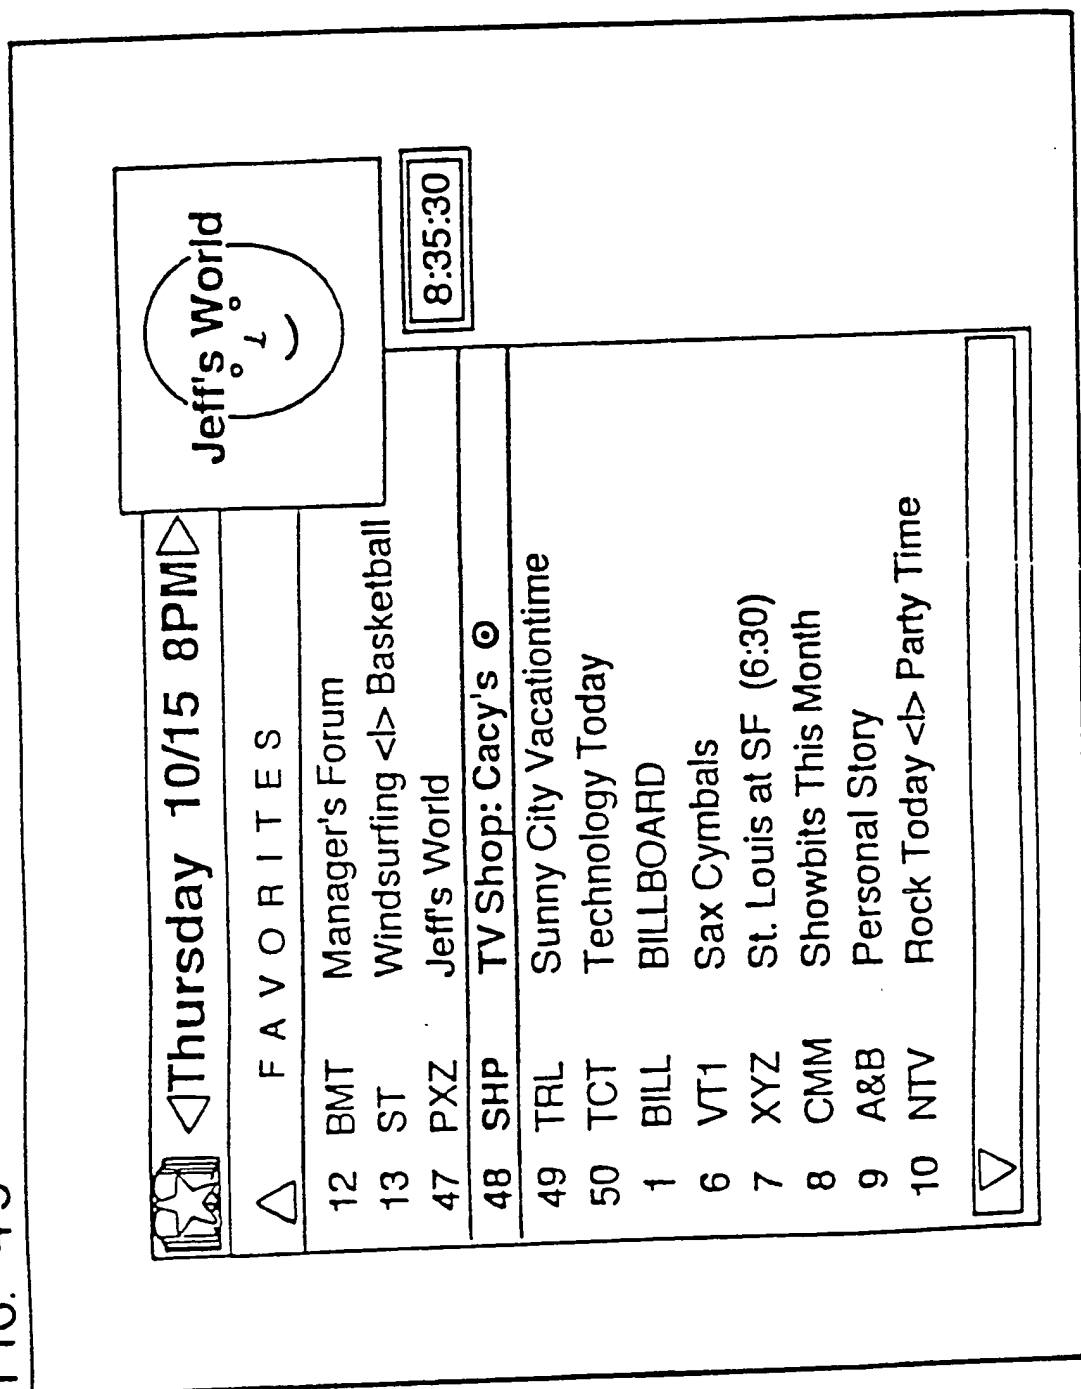 Thursday 10/15 8PM
Jeff's World
FAVORITES
8:35:30
12 BMT Manager's Forum
13 ST Windsurfing <|> Basketball
47 PXZ Jeff's World
48 SHP TV Shop: Cacy's
49 TRL Sunny City Vacationtime
50 TCT Technology Today
1 BILL BILLBOARD
6 VT1 Sax Cymbals
7 XYZ St. Louis at SF (6:30)
8 CMM Showbits This Month
9 A&B Personal Story
10 NTV Rock Today <|> Party Time